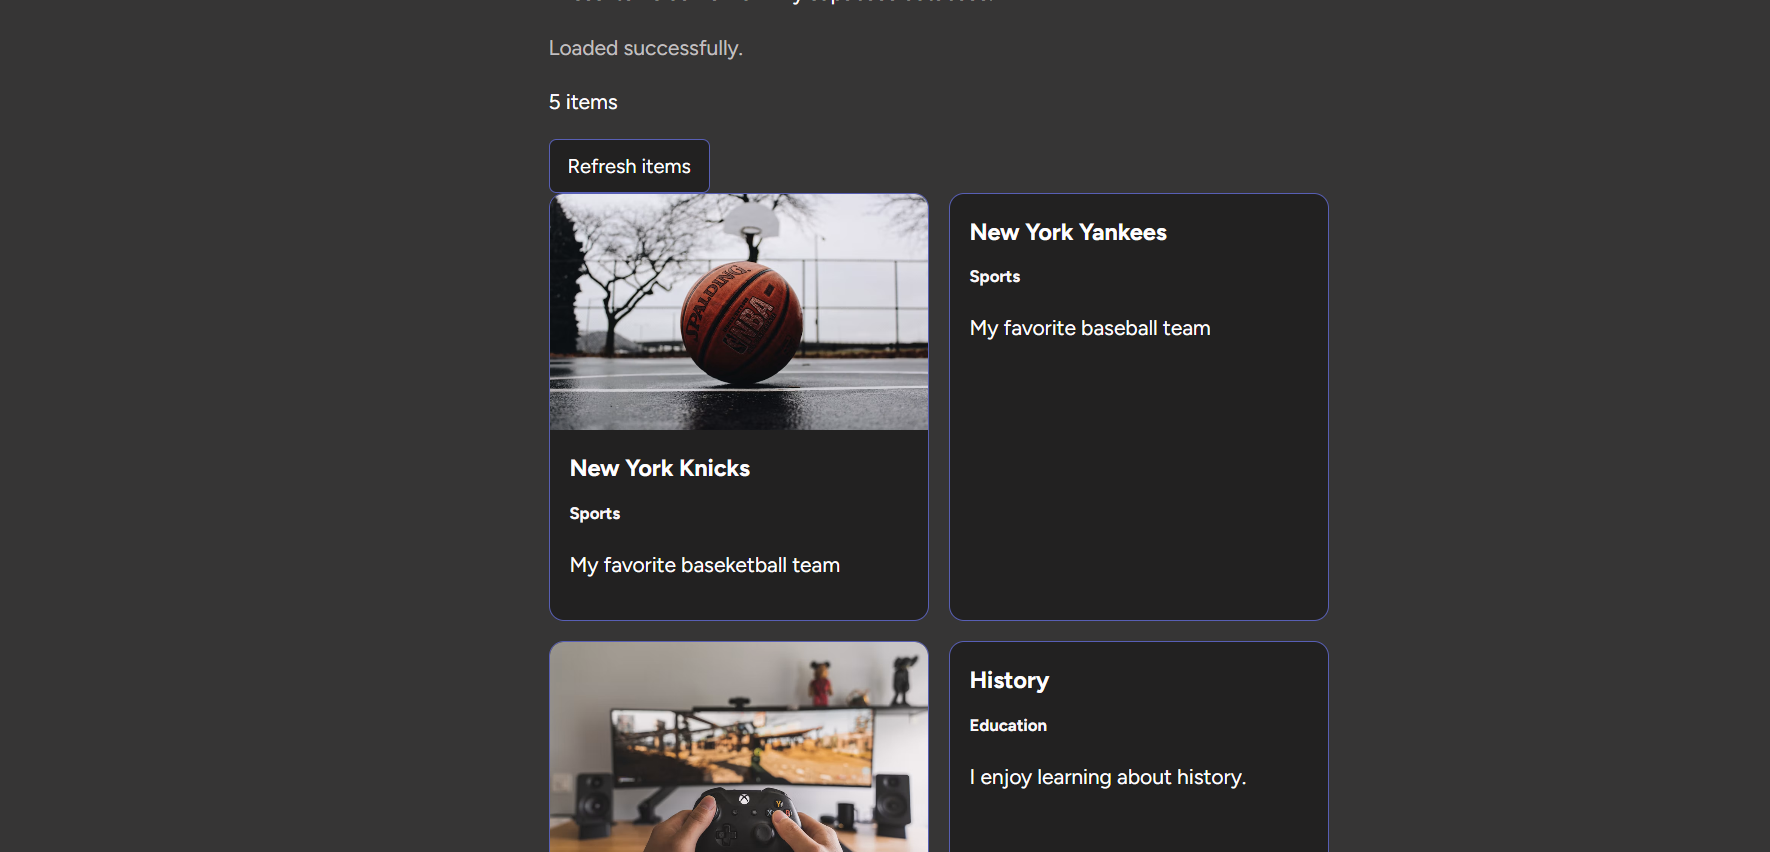 Loaded successfully.
5 items
Refresh items
SPALDING
New York Knicks
Sports
My favorite baseketball team
New York Yankees
Sports
My favorite baseball team
History
Education
I enjoy learning about history.